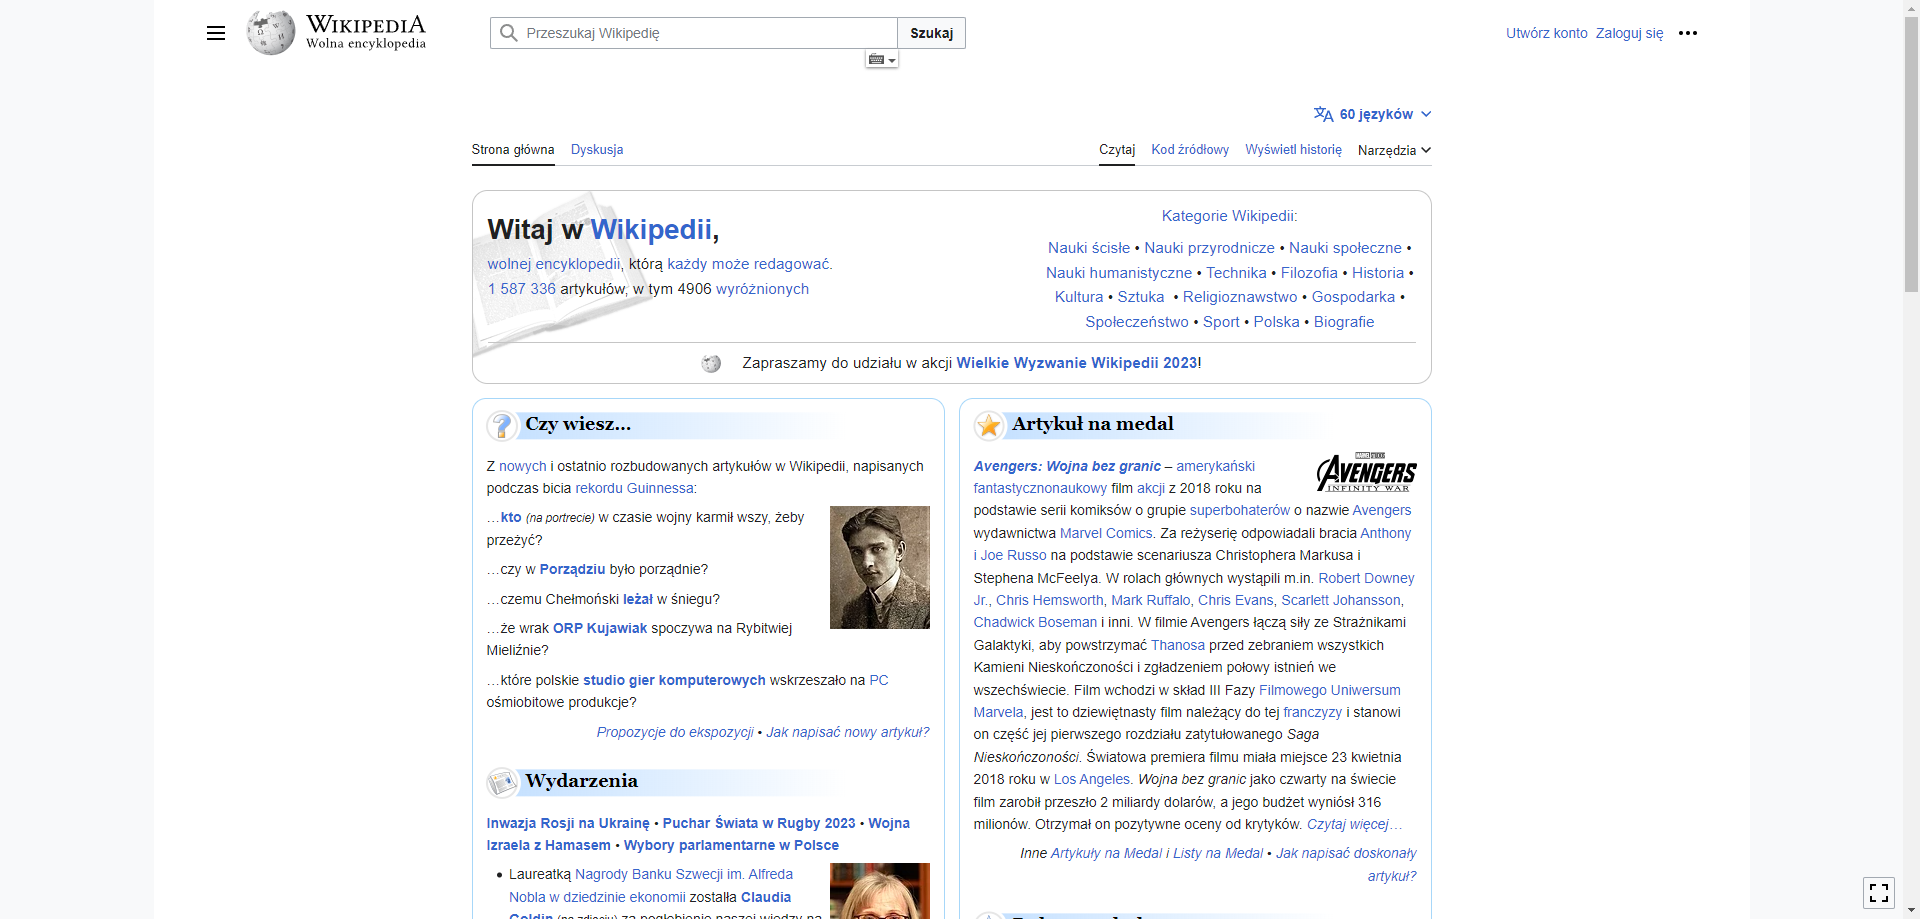 WIKIPEDIA
Wolna encyklopedia
Przeszukaj Wikipedię
Szukaj
Utwórz konto Zaloguj się
60 języków
Strona główna Dyskusja
Czytaj Kod źródłowy Wyświetl historię Narzędzia
Witaj w Wikipedii,
wolnej encyklopedii, którą każdy może redagować.
1 587 336 artykułów, w tym 4906 wyróżnionych
Kategorie Wikipedii:
Nauki ścisłe • Nauki przyrodnicze • Nauki społeczne •
Nauki humanistyczne • Technika • Filozofia • Historia •
Kultura • Sztuka • Religioznawstwo • Gospodarka •
Społeczeństwo • Sport • Polska • Biografie
Zapraszamy do udziału w akcji Wielkie Wyzwanie Wikipedii 2023!
Czy wiesz...
Z nowych i ostatnio rozbudowanych artykułów w Wikipedii, napisanych
podczas bicia rekordu Guinnessa:
…kto (na portrecie) w czasie wojny karmił wszy, żeby
przeżyć?
…czy w Porządziu było porządnie?
…czemu Chełmoński leżał w śniegu?
…że wrak ORP Kujawiak spoczywa na Rybitwiej
Mieliźnie?
…które polskie studio gier komputerowych wskrzeszało na PC
ośmiobitowe produkcje?
Propozycje do ekspozycji • Jak napisać nowy artykuł?
Wydarzenia
Inwazja Rosji na Ukrainę • Puchar Świata w Rugby 2023 • Wojna
Izraela z Hamasem • Wybory parlamentarne w Polsce
• Laureatką Nagrody Banku Szwecji im. Alfreda
Nobla w dziedzinie ekonomii została Claudia
Goldin (na zdjęciu) za pogłębienie naszej wiedzy na
Artykuł na medal
MARVEL STUDIOS
AVENGERS
INFINITY WAR
Avengers: Wojna bez granic – amerykański
fantastycznonaukowy film akcji z 2018 roku na
podstawie serii komiksów o grupie superbohaterów o nazwie Avengers
wydawnictwa Marvel Comics. Za reżyserię odpowiadali bracia Anthony
i Joe Russo na podstawie scenariusza Christophera Markusa i
Stephena McFeelya. W rolach głównych wystąpili m.in. Robert Downey
Jr., Chris Hemsworth, Mark Ruffalo, Chris Evans, Scarlett Johansson,
Chadwick Boseman i inni. W filmie Avengers łączą siły ze Strażnikami
Galaktyki, aby powstrzymać Thanosa przed zebraniem wszystkich
Kamieni Nieskończoności i zgładzeniem połowy istnień we
wszechświecie. Film wchodzi w skład III Fazy Filmowego Uniwersum
Marvela, jest to dziewiętnasty film należący do tej franczyzy i stanowi
on część jej pierwszego rozdziału zatytułowanego Saga
Nieskończoności. Światowa premiera filmu miała miejsce 23 kwietnia
2018 roku w Los Angeles. Wojna bez granic jako czwarty na świecie
film zarobił przeszło 2 miliardy dolarów, a jego budżet wyniósł 316
milionów. Otrzymał on pozytywne oceny od krytyków. Czytaj więcej…
Inne Artykuły na Medal i Listy na Medal • Jak napisać doskonały
artykuł?